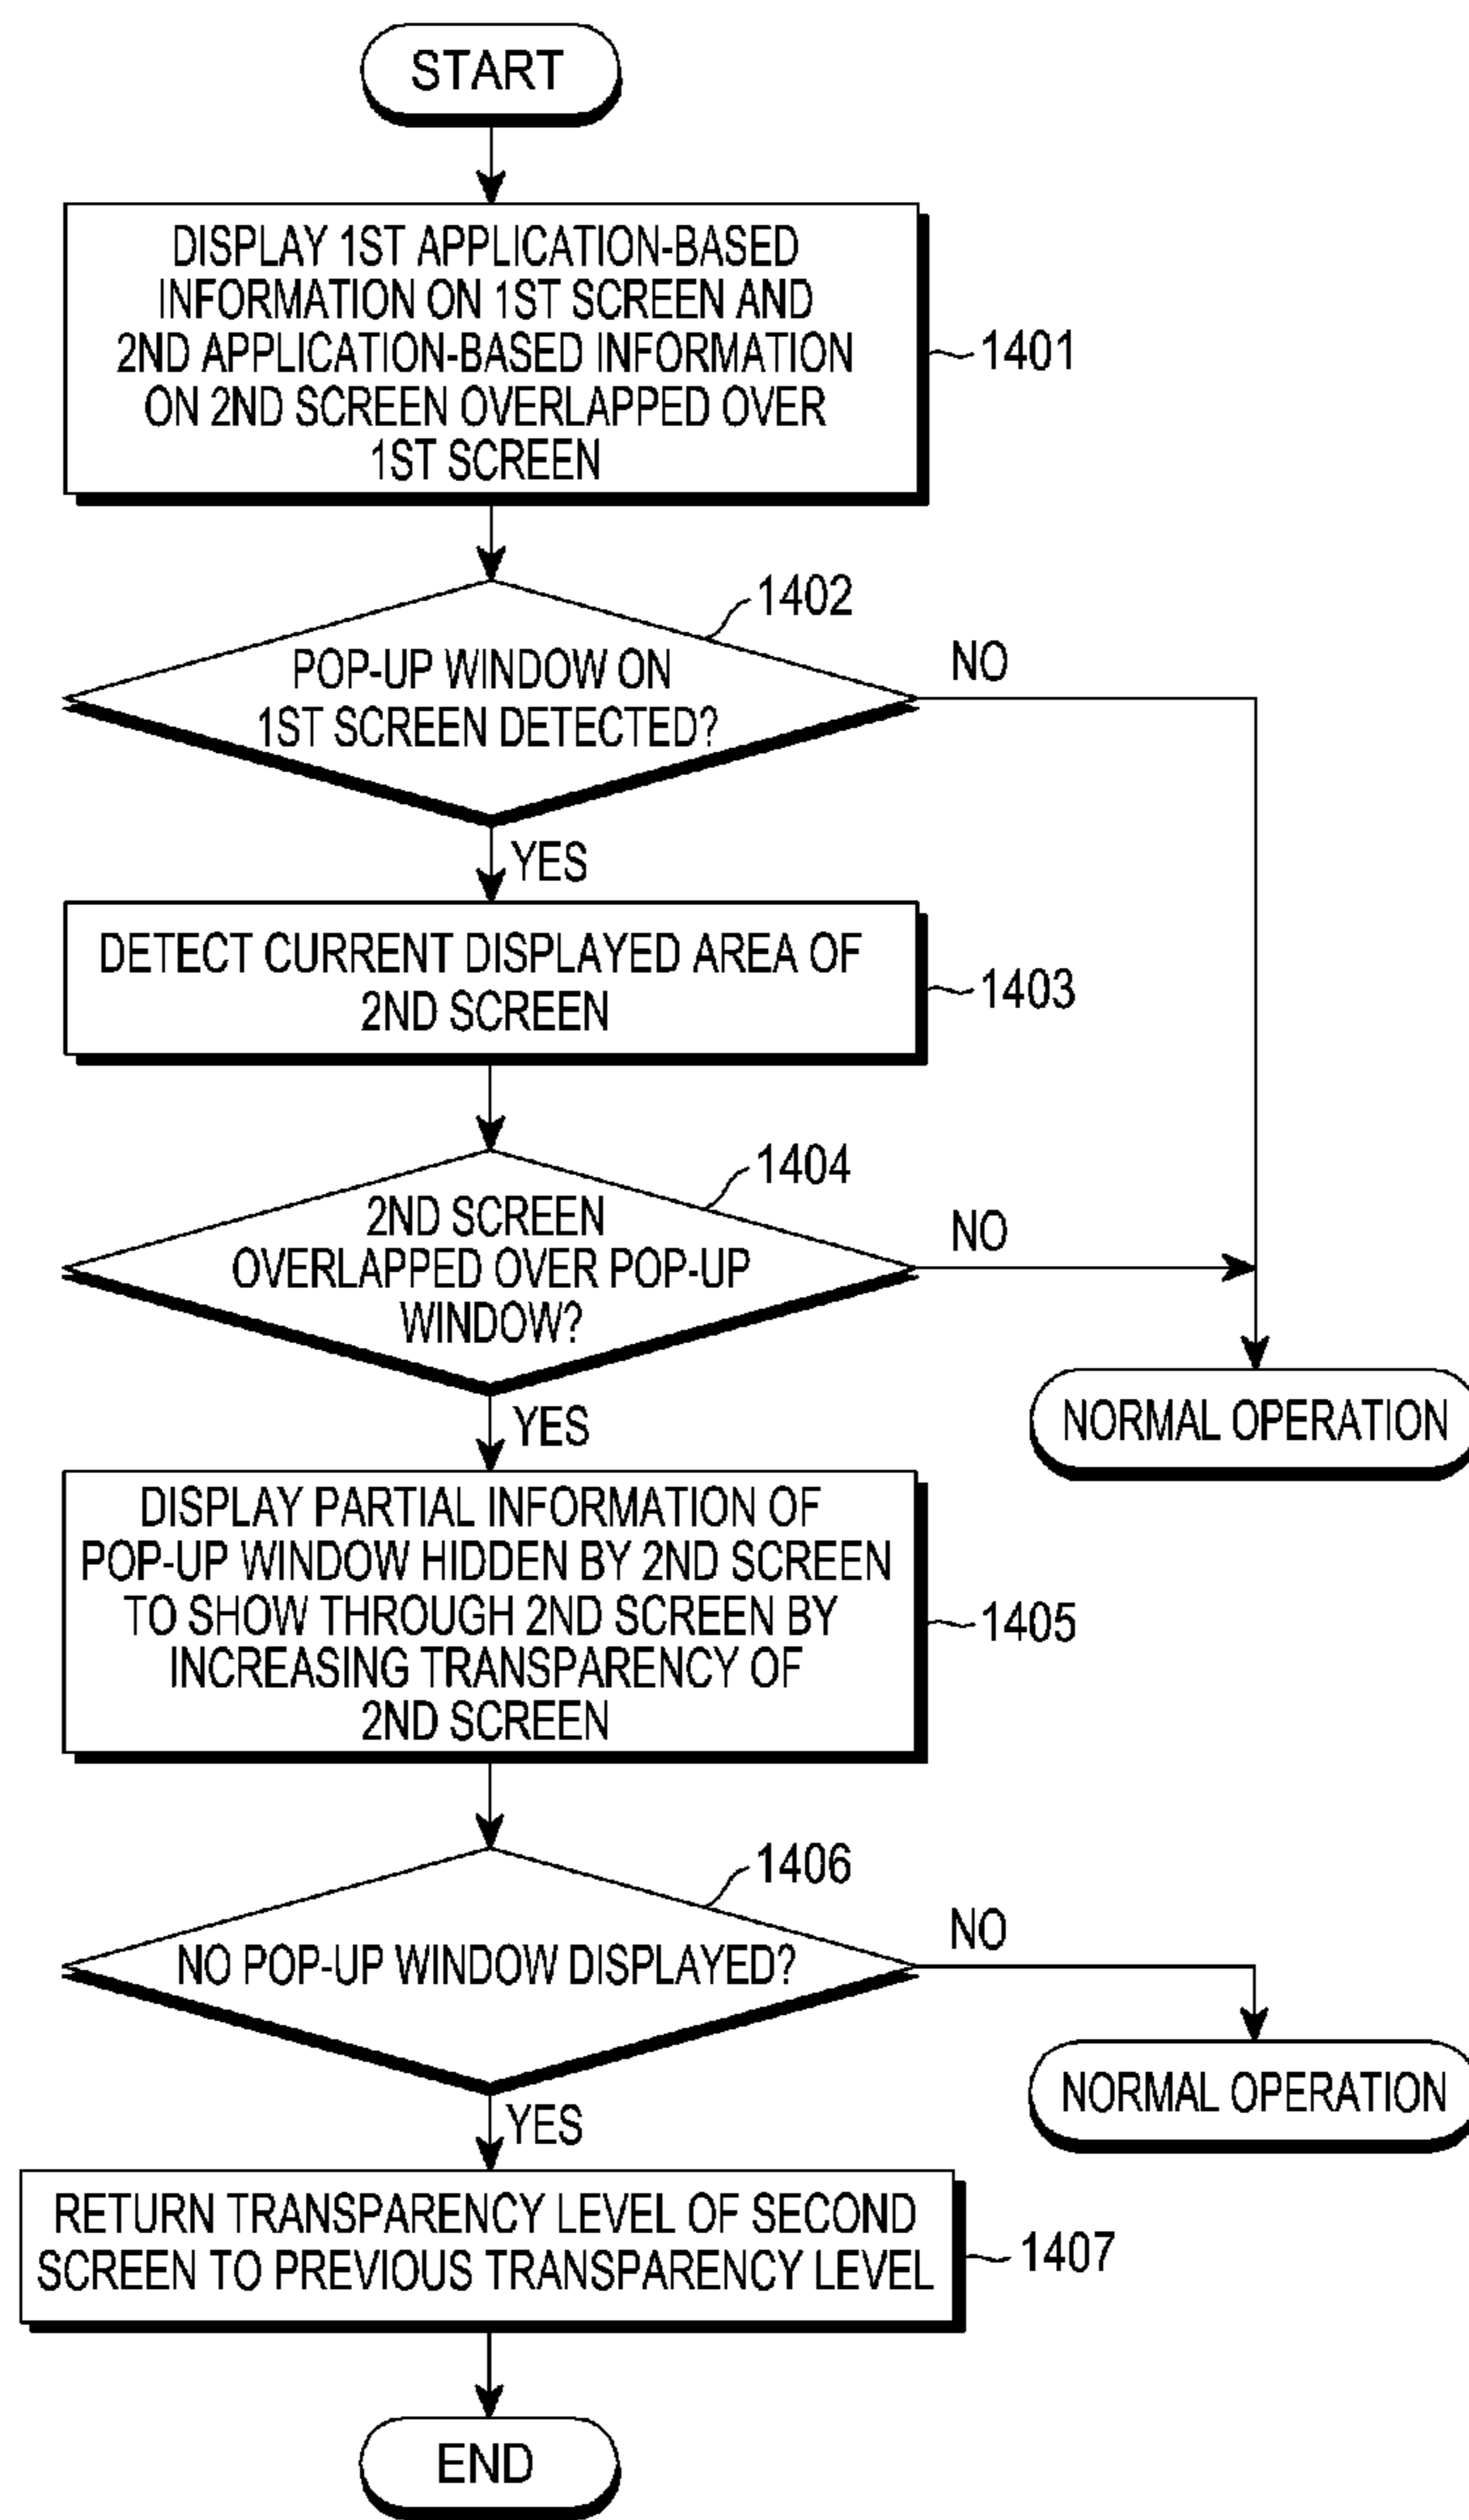 START
DISPLAY 1ST APPLICATION-BASED
INFORMATION ON 1ST SCREEN AND
2ND APPLICATION-BASED INFORMATION
ON 2ND SCREEN OVERLAPPED OVER
1ST SCREEN
1401
1402
POP-UP WINDOW ON
1ST SCREEN DETECTED?
NO
YES
DETECT CURRENT DISPLAYED AREA OF
2ND SCREEN
1403
1404
2ND SCREEN
OVERLAPPED OVER POP-UP
WINDOW?
NO
NORMAL OPERATION
YES
DISPLAY PARTIAL INFORMATION OF
POP-UP WINDOW HIDDEN BY 2ND SCREEN
TO SHOW THROUGH 2ND SCREEN BY
INCREASING TRANSPARENCY OF
2ND SCREEN
1405
1406
NO POP-UP WINDOW DISPLAYED?
NO
NORMAL OPERATION
YES
RETURN TRANSPARENCY LEVEL OF SECOND
SCREEN TO PREVIOUS TRANSPARENCY LEVEL
1407
END